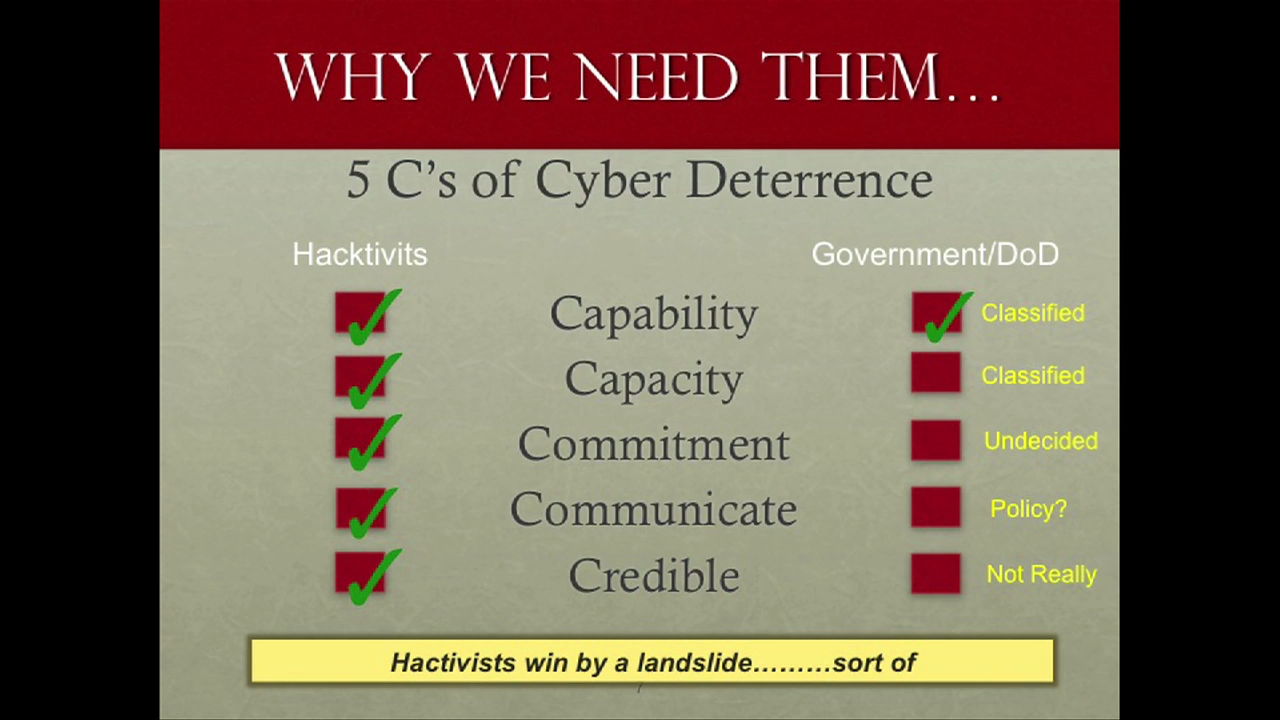 WHY WE NEED THEM...
5 C's of Cyber Deterrence
Hacktivits Government/DoD
Capability Classified
Capacity Classified
Commitment Undecided
Communicate Policy?
Credible Not Really
Hactivists win by a landslide.........sort of